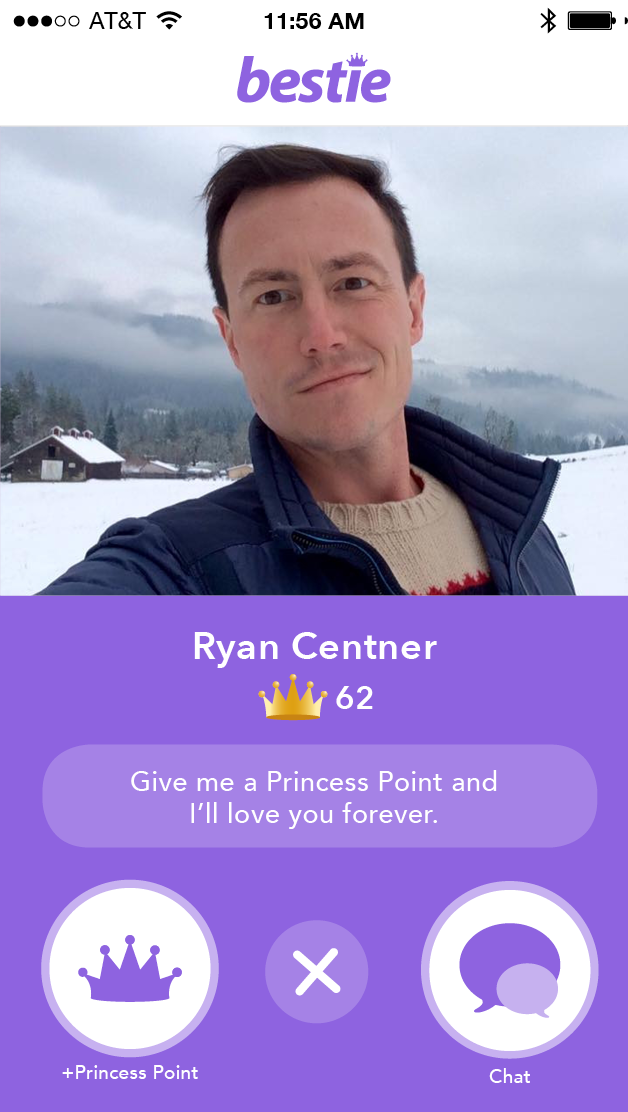 AT&T 11:56 AM
bestie
Ryan Centner
62
Give me a Princess Point and
I’ll love you forever.
+Princess Point
Chat